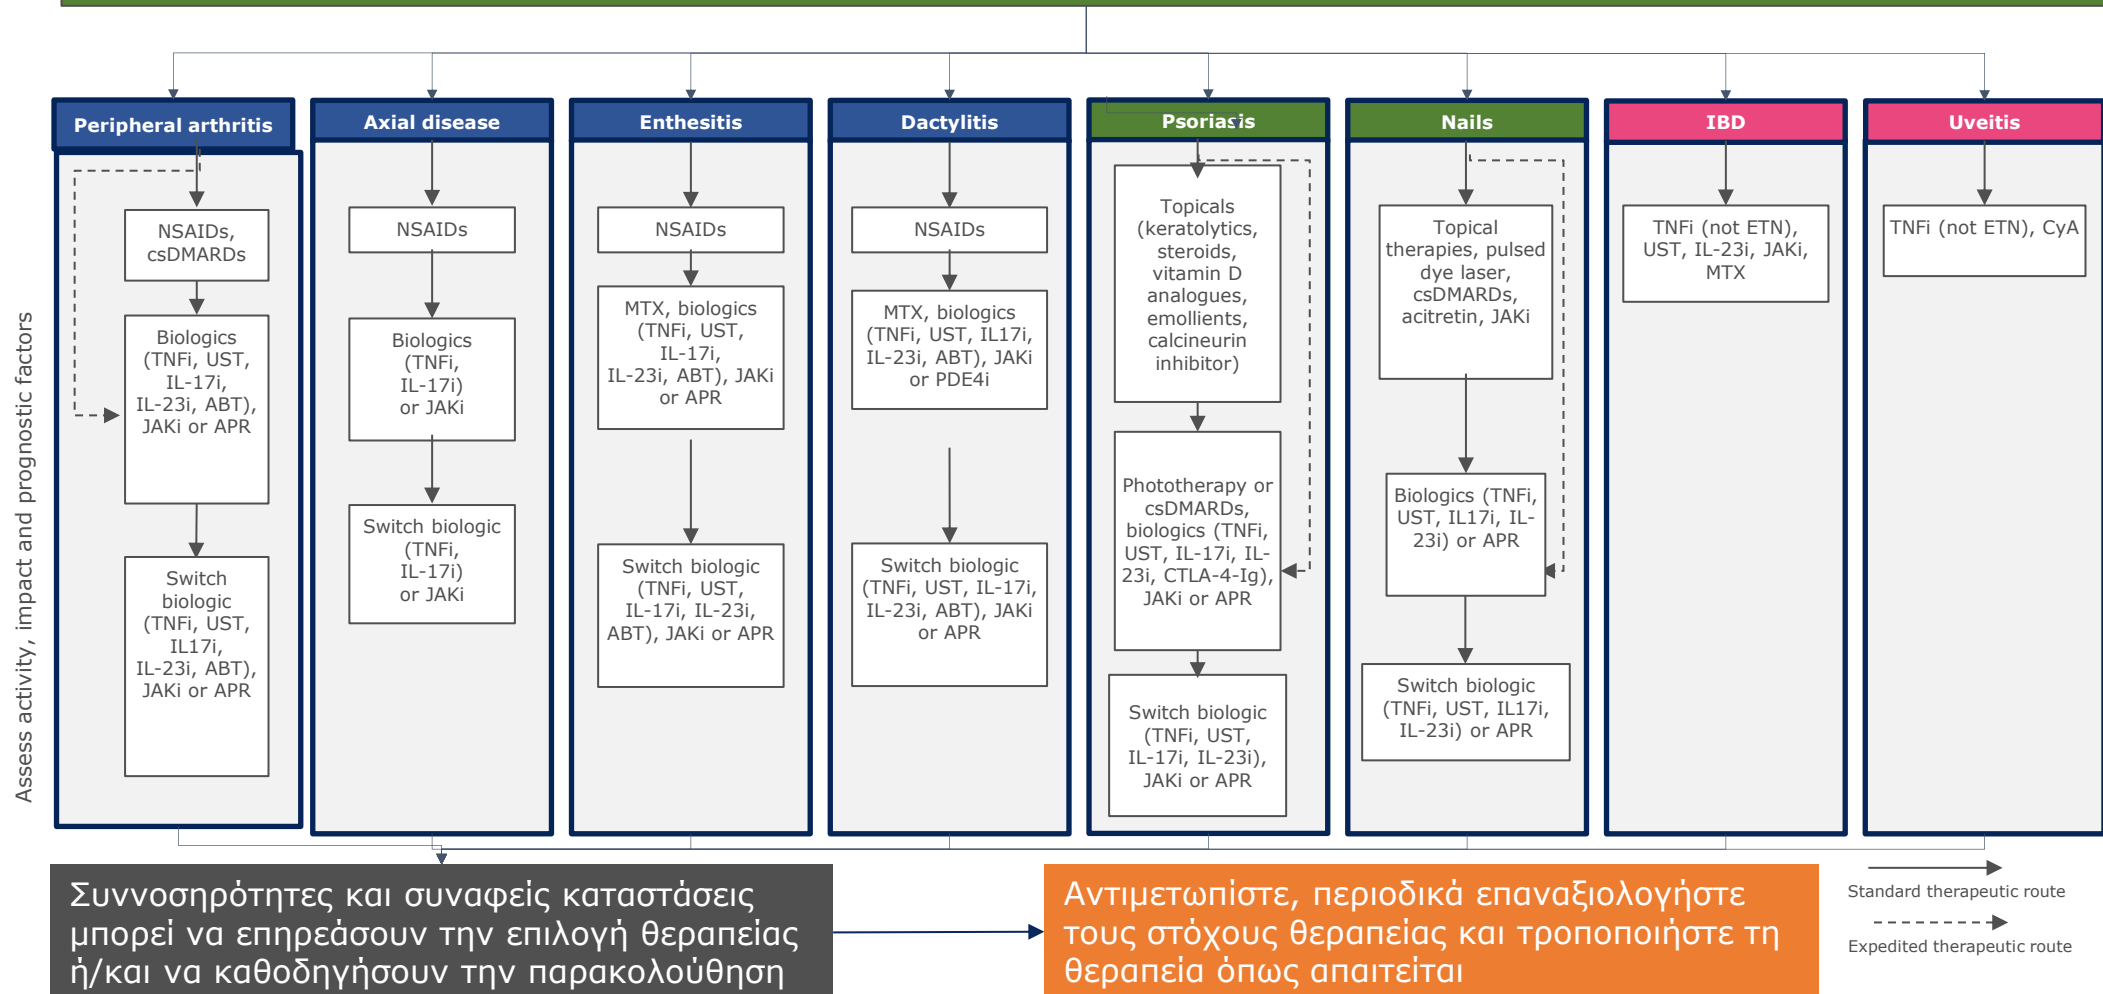 Peripheral arthritis
NSAIDs,
csDMARDs
Biologics
(TNFi, UST,
IL-17i,
IL-23i, ABT),
JAKi or APR
Switch
biologic
(TNFi, UST,
IL17i,
IL-23i, ABT),
JAKi or APR
Axial disease
NSAIDs
Biologics
(TNFi,
IL-17i)
or JAKi
Switch biologic
(TNFi,
IL-17i)
or JAKi
Enthesitis
NSAIDs
MTX, biologics
(TNFi, UST,
IL-17i,
IL-23i, ABT), JAKi
or APR
Switch biologic
(TNFi, UST,
IL-17i, IL-23i,
ABT), JAKi or APR
Dactylitis
NSAIDs
MTX, biologics
(TNFi, UST, IL17i,
IL-23i, ABT), JAKi
or PDE4i
Switch biologic
(TNFi, UST, IL-17i,
IL-23i, ABT), JAKi
or APR
Psoriasis
Topicals
(keratolytics,
steroids,
vitamin D
analogues,
emollients,
calcineurin
inhibitor)
Phototherapy or
csDMARDs,
biologics (TNFi,
UST, IL-17i, IL-
23i, CTLA-4-Ig),
JAKi or APR
Switch biologic
(TNFi, UST,
IL-17i, IL-23i),
JAKi or APR
Nails
Topical
therapies, pulsed
dye laser,
csDMARDs,
acitretin, JAKi
Biologics (TNFi,
UST, IL17i, IL-
23i) or APR
Switch biologic
(TNFi, UST, IL17i,
IL-23i) or APR
IBD
TNFi (not ETN),
UST, IL-23i, JAKi,
MTX
Uveitis
TNFi (not ETN), CyA
Assess activity, impact and prognostic factors
Συννοσηρότητες και συναφείς καταστάσεις
μπορεί να επηρεάσουν την επιλογή θεραπείας
ή/και να καθοδηγήσουν την παρακολούθηση
Αντιμετωπίστε, περιοδικά επαναξιολογήστε
τους στόχους θεραπείας και τροποποιήστε τη
θεραπεία όπως απαιτείται
Standard therapeutic route
Expedited therapeutic route